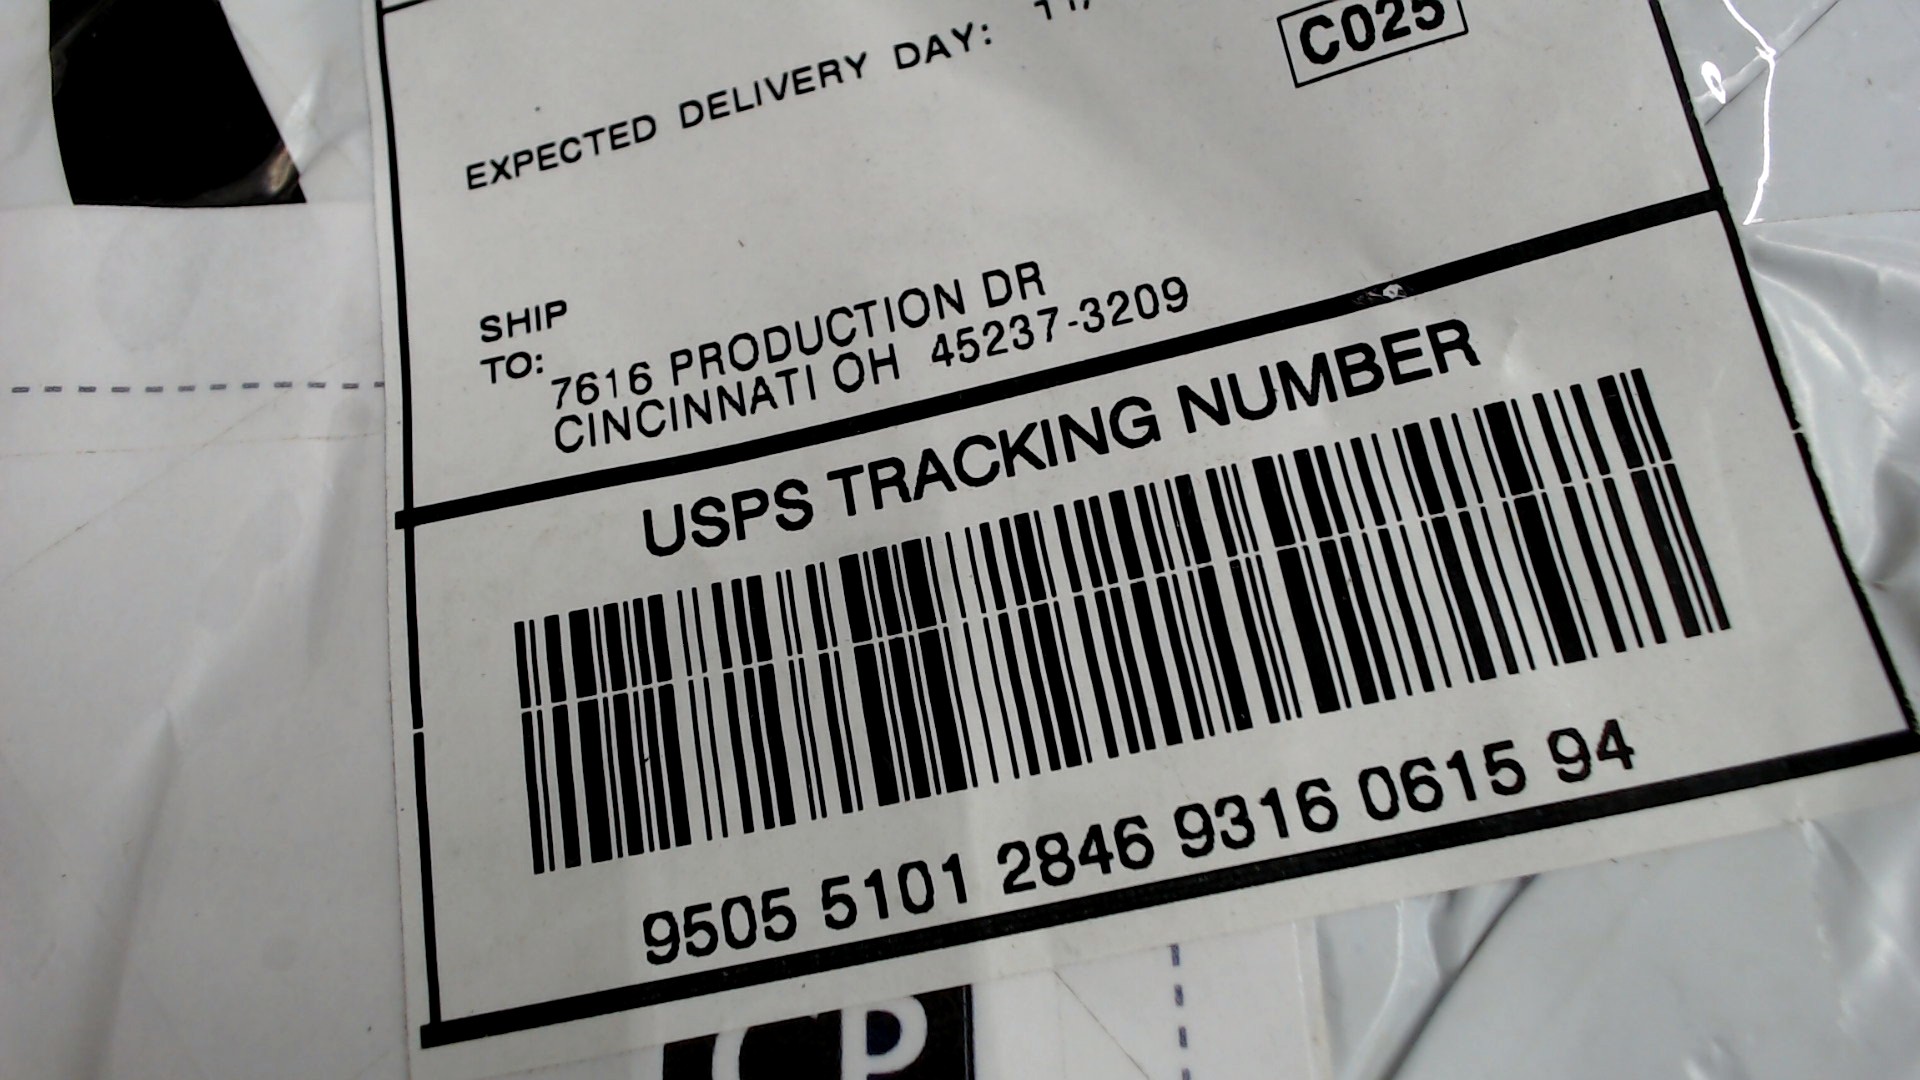 EXPECTED DELIVERY DAY: 11/
C025
SHIP
TO:
7616 PRODUCTION DR
CINCINNATI OH 45237-3209
USPS TRACKING NUMBER
9505 5101 2846 9316 0615 94